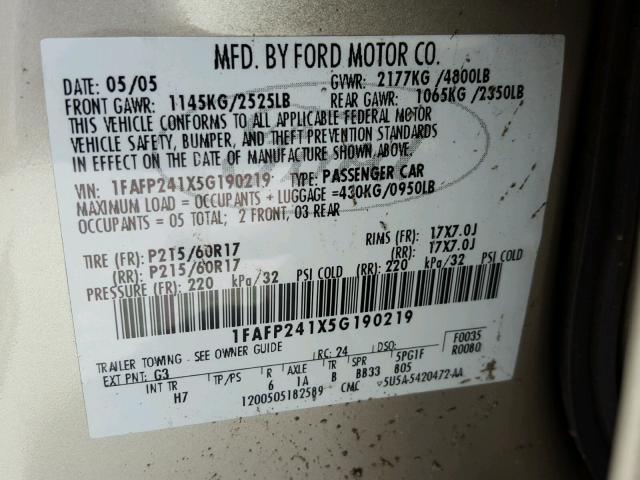 MFD. BY FORD MOTOR CO.
DATE: 05/05 GVWR: 2177KG/4800LB
FRONT GAWR: 1145KG/2525LB REAR GAWR: 1065KG/2350LB
THIS VEHICLE CONFORMS TO ALL APPLICABLE FEDERAL MOTOR
VEHICLE SAFETY, BUMPER, AND THEFT PREVENTION STANDARDS
IN EFFECT ON THE DATE OF MANUFACTURE SHOWN ABOVE.
VIN: 1FAFP241X5G190219 TYPE: PASSENGER CAR
MAXIMUM LOAD = OCCUPANTS + LUGGAGE =430KG/0950LB
OCCUPANTS = 05 TOTAL; 2 FRONT, 03 REAR
TIRE (FR): P215/60R17 RIMS (FR): 17X7.0J
(RR): P215/60R17 (RR): 17X7.0J
PRESSURE (FR): 220 kPa/32 PSI COLD (RR): 220 kPa/32 PSI COLD
1FAFP241X5G190219
TRAILER TOWING - SEE OWNER GUIDE
EXT PNT: G3 RC: 24 DSO: F0035
R0080
INT TR TP/PS R AXLE TR SPR 5PG1F
H7 6 1A B BB33 805
1200505182589 CMC 5U5A-5420472-AA